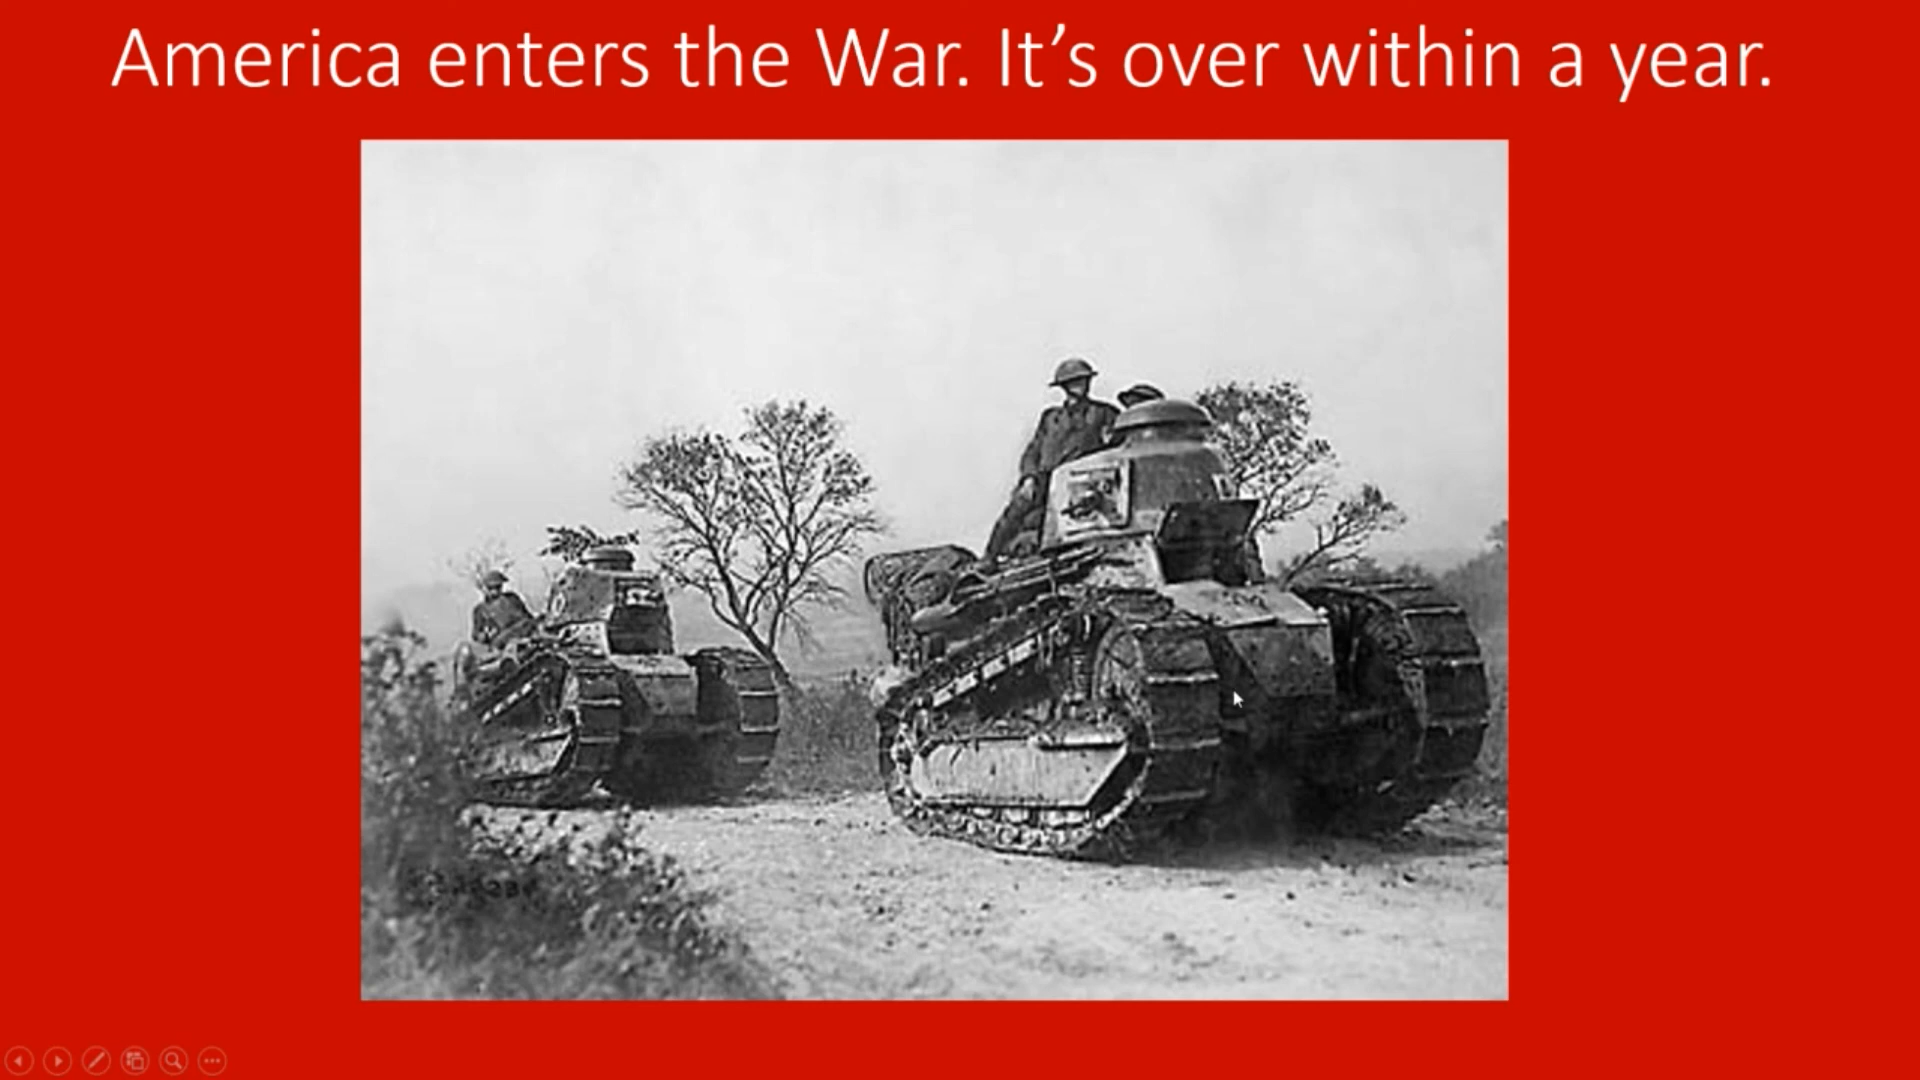 America enters the War. It’s over within a year.